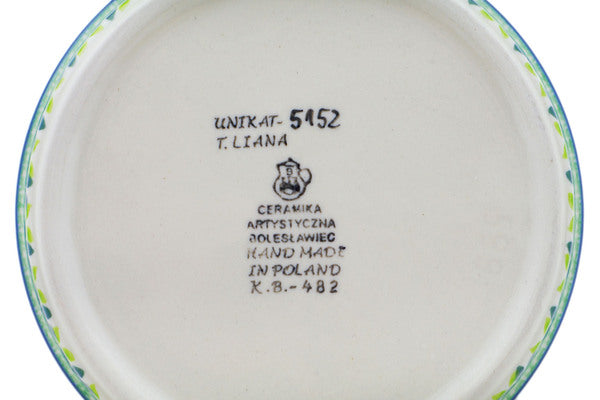 UNIKAT- 5152
T. LIANA
CERAMIKA
ARTYSTYCZNA
BOLESŁAWIEC
HAND MADE
IN POLAND
K.B.-482